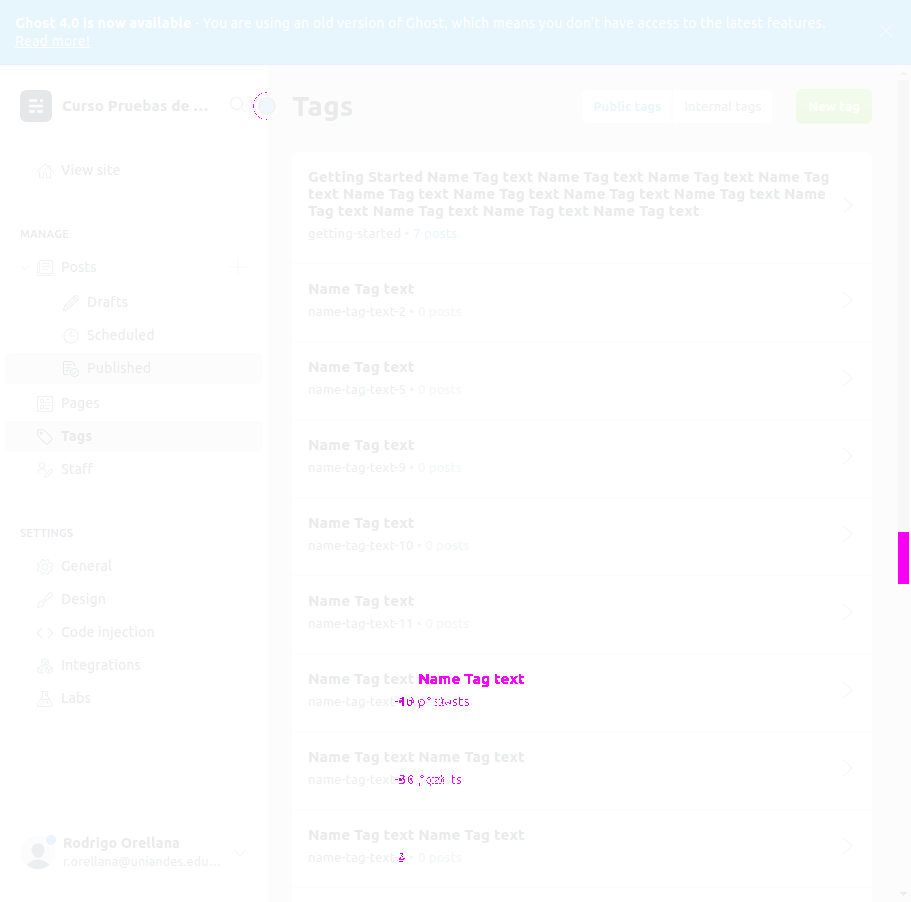 Ghost 4.0 is now available - You are using an old version of Ghost, which means you don't have access to the latest features.
Read more!
Curso Pruebas de ...
View site
MANAGE
Posts
Drafts
Scheduled
Published
Pages
Tags
Staff
SETTINGS
General
Design
Code injection
Integrations
Labs
Rodrigo Orellana
r.orellana@uniandes.edu...
Tags
Public tags
Internal tags
New tag
Getting Started Name Tag text Name Tag text Name Tag text Name Tag
text Name Tag text Name Tag text Name Tag text Name Tag text Name
Tag text Name Tag text Name Tag text Name Tag text
getting-started • 7 posts
Name Tag text
name-tag-text-2 • 0 posts
Name Tag text
name-tag-text-5 • 0 posts
Name Tag text
name-tag-text-9 • 0 posts
Name Tag text
name-tag-text-10 • 0 posts
Name Tag text
name-tag-text-11 • 0 posts
Name Tag text Name Tag text
name-tag-text
Name Tag text Name Tag text
name-tag-text
Name Tag text Name Tag text
name-tag-text • 0 posts